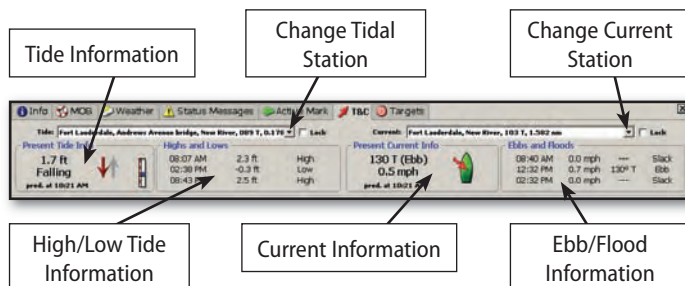 Tide Information
Change Tidal
Station
Change Current
Station
Info MOB Weather Status Messages Active Mark T&C Targets
Tide: Fort Lauderdale, Andrews Avenue bridge, New River, 089 T, 0.176 Lock Current: Fort Lauderdale, New River, 103 T, 1.502 nm Lock
Present Tide Info Highs and Lows Present Current Info Ebbs and Floods
1.7 ft
Falling
pred. at 10:21 AM
08:07 AM 2.3 ft High
02:38 PM -0.3 ft Low
08:43 PM 2.5 ft High
130 T (Ebb)
0.5 mph
pred. at 10:21 AM
08:40 AM 0.0 mph --- Slack
12:32 PM 0.7 mph 130° T Ebb
02:32 PM 0.0 mph --- Slack
High/Low Tide
Information
Current Information
Ebb/Flood
Information